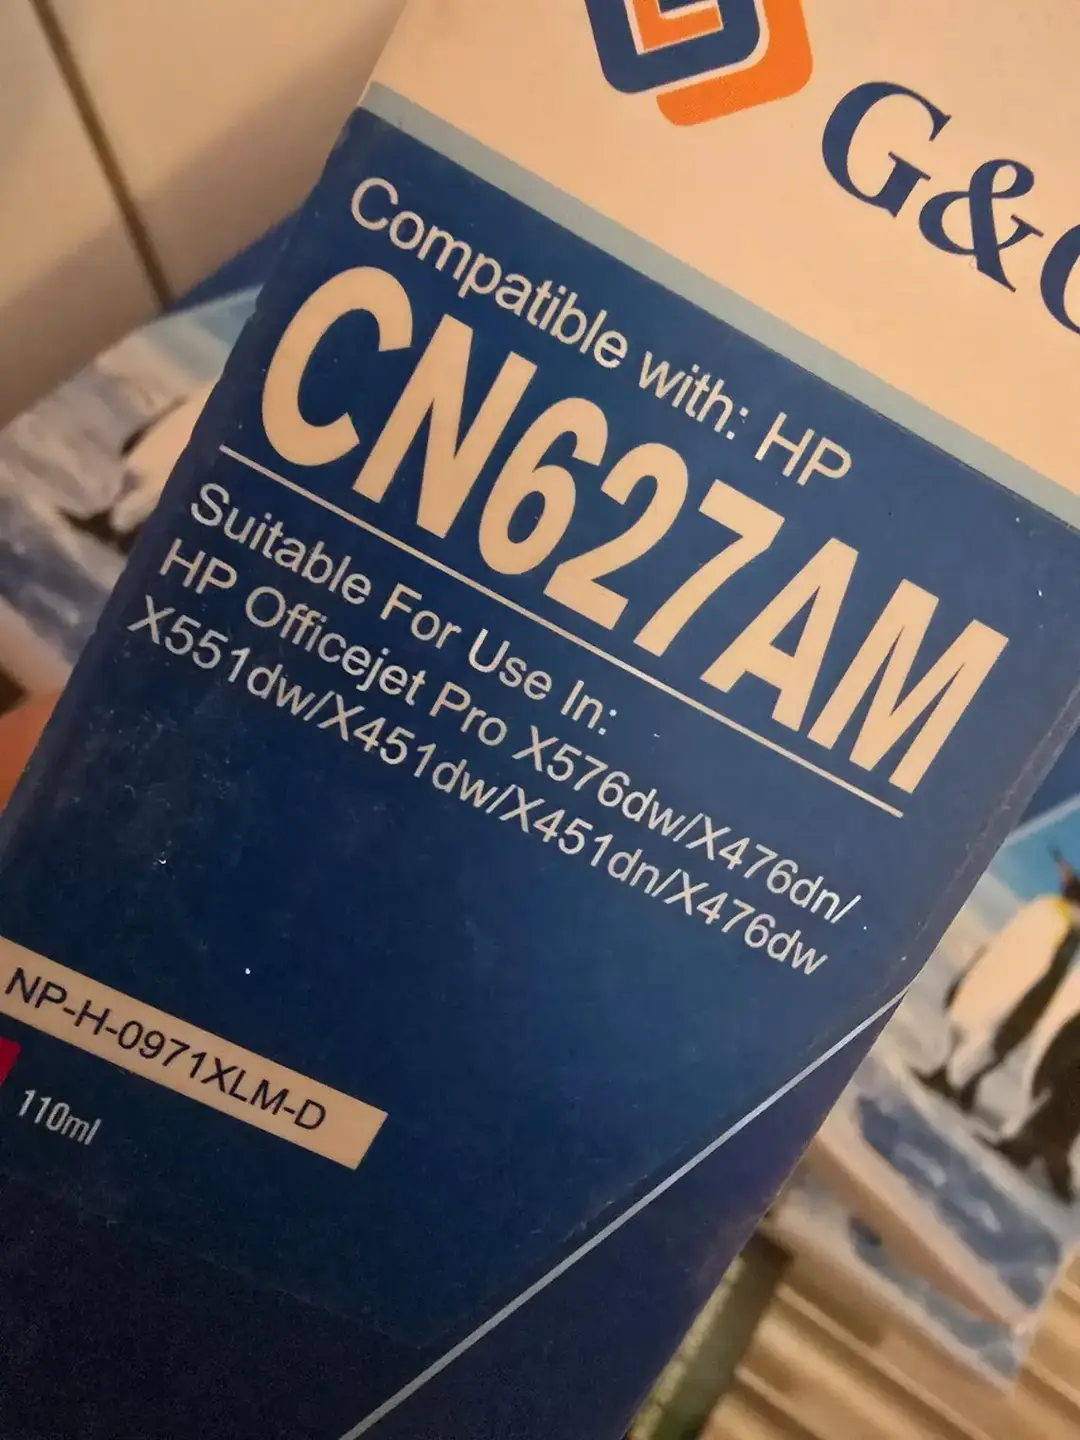 G&
Compatible with: HP
CN627AM
Suitable For Use In:
HP Officejet Pro X576dw/X476dn/
X551dw/X451dw/X451dn/X476dw
NP-H-0971XLM-D
110ml